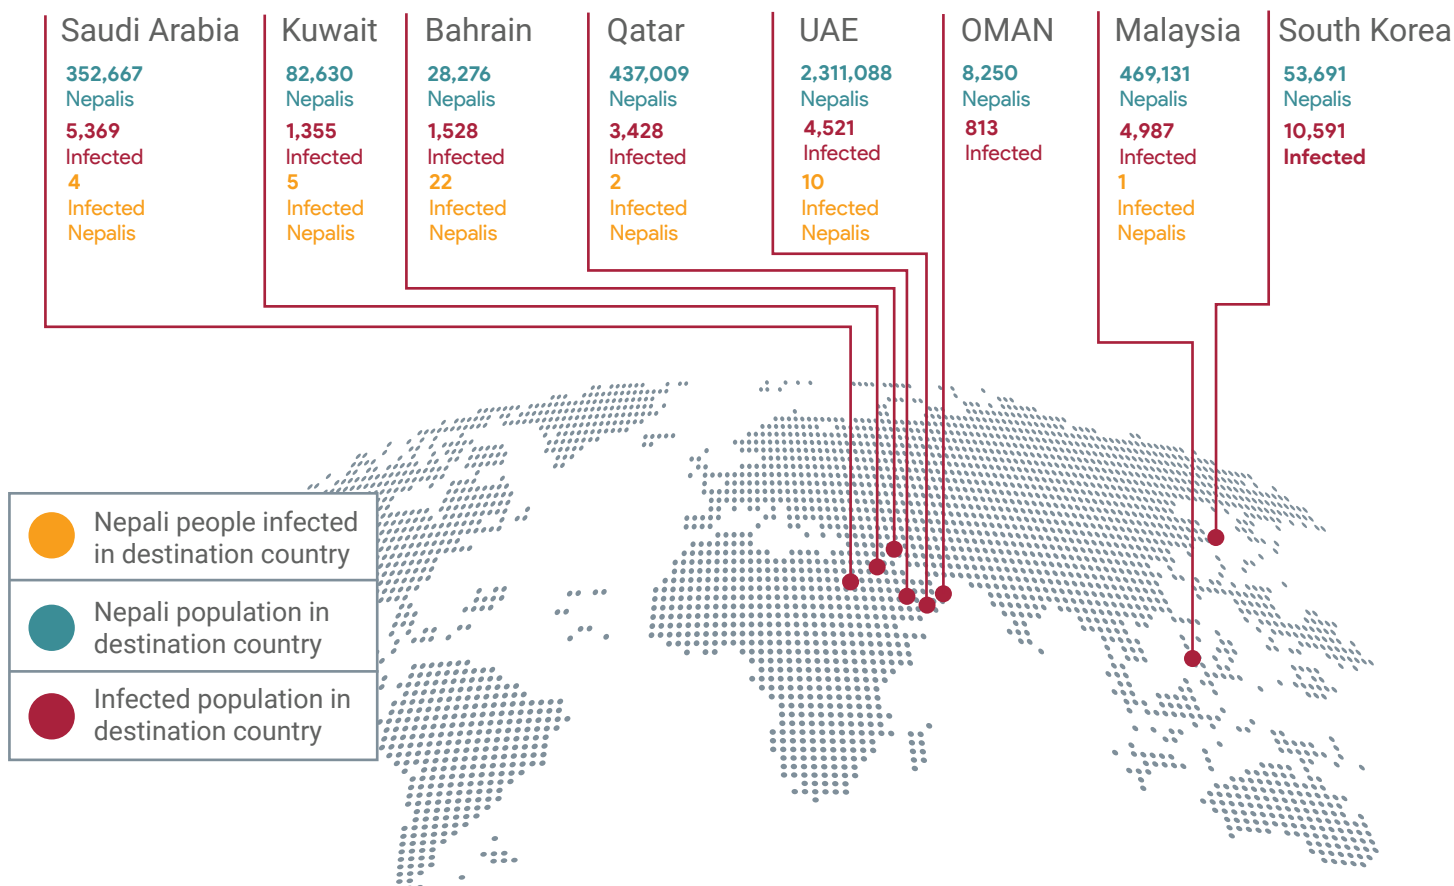 Saudi Arabia
352,667
Nepalis
5,369
Infected
4
Infected
Nepalis
Kuwait
82,630
Nepalis
1,355
Infected
5
Infected
Nepalis
Bahrain
28,276
Nepalis
1,528
Infected
22
Infected
Nepalis
Qatar
437,009
Nepalis
3,428
Infected
2
Infected
Nepalis
UAE
2,311,088
Nepalis
4,521
Infected
10
Infected
Nepalis
OMAN
8,250
Nepalis
813
Infected
Malaysia
469,131
Nepalis
4,987
Infected
1
Infected
Nepalis
South Korea
53,691
Nepalis
10,591
Infected
Nepali people infected
in destination country
Nepali population in
destination country
Infected population in
destination country